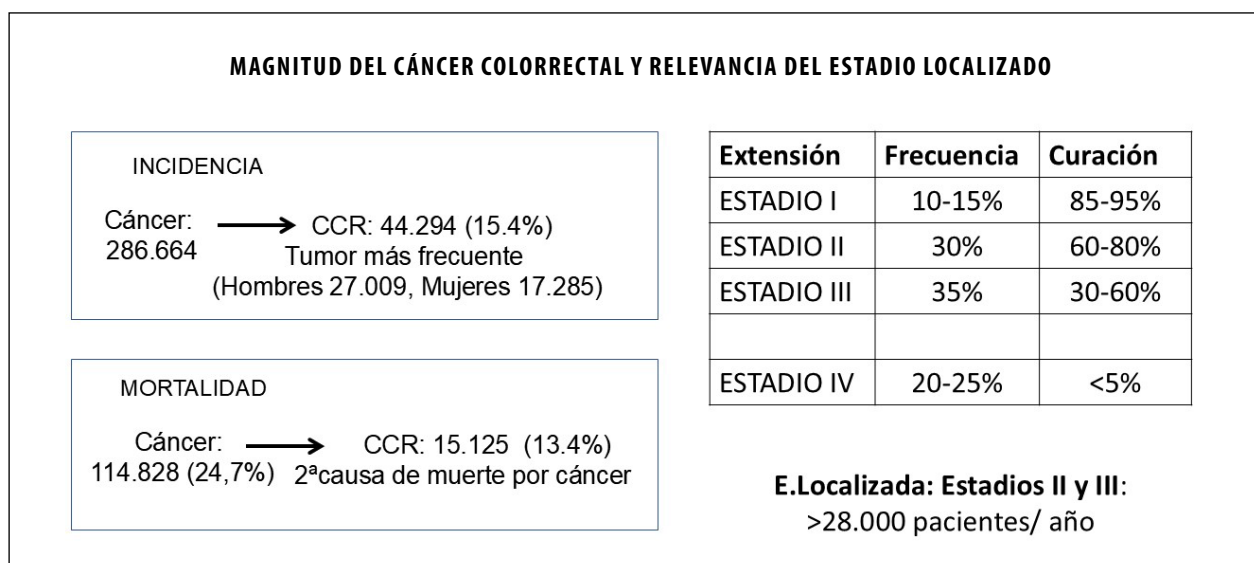 MAGNITUD DEL CÁNCER COLORRECTAL Y RELEVANCIA DEL ESTADIO LOCALIZADO
INCIDENCIA
Cáncer:
286.664
CCR: 44.294 (15.4%)
Tumor más frecuente
(Hombres 27.009, Mujeres 17.285)
MORTALIDAD
Cáncer:
114.828 (24,7%)
CCR: 15.125 (13.4%)
2ªcausa de muerte por cáncer
Extensión Frecuencia Curación
ESTADIO I 10-15% 85-95%
ESTADIO II 30% 60-80%
ESTADIO III 35% 30-60%
ESTADIO IV 20-25% <5%
E.Localizada: Estadios II y III:
>28.000 pacientes/ año